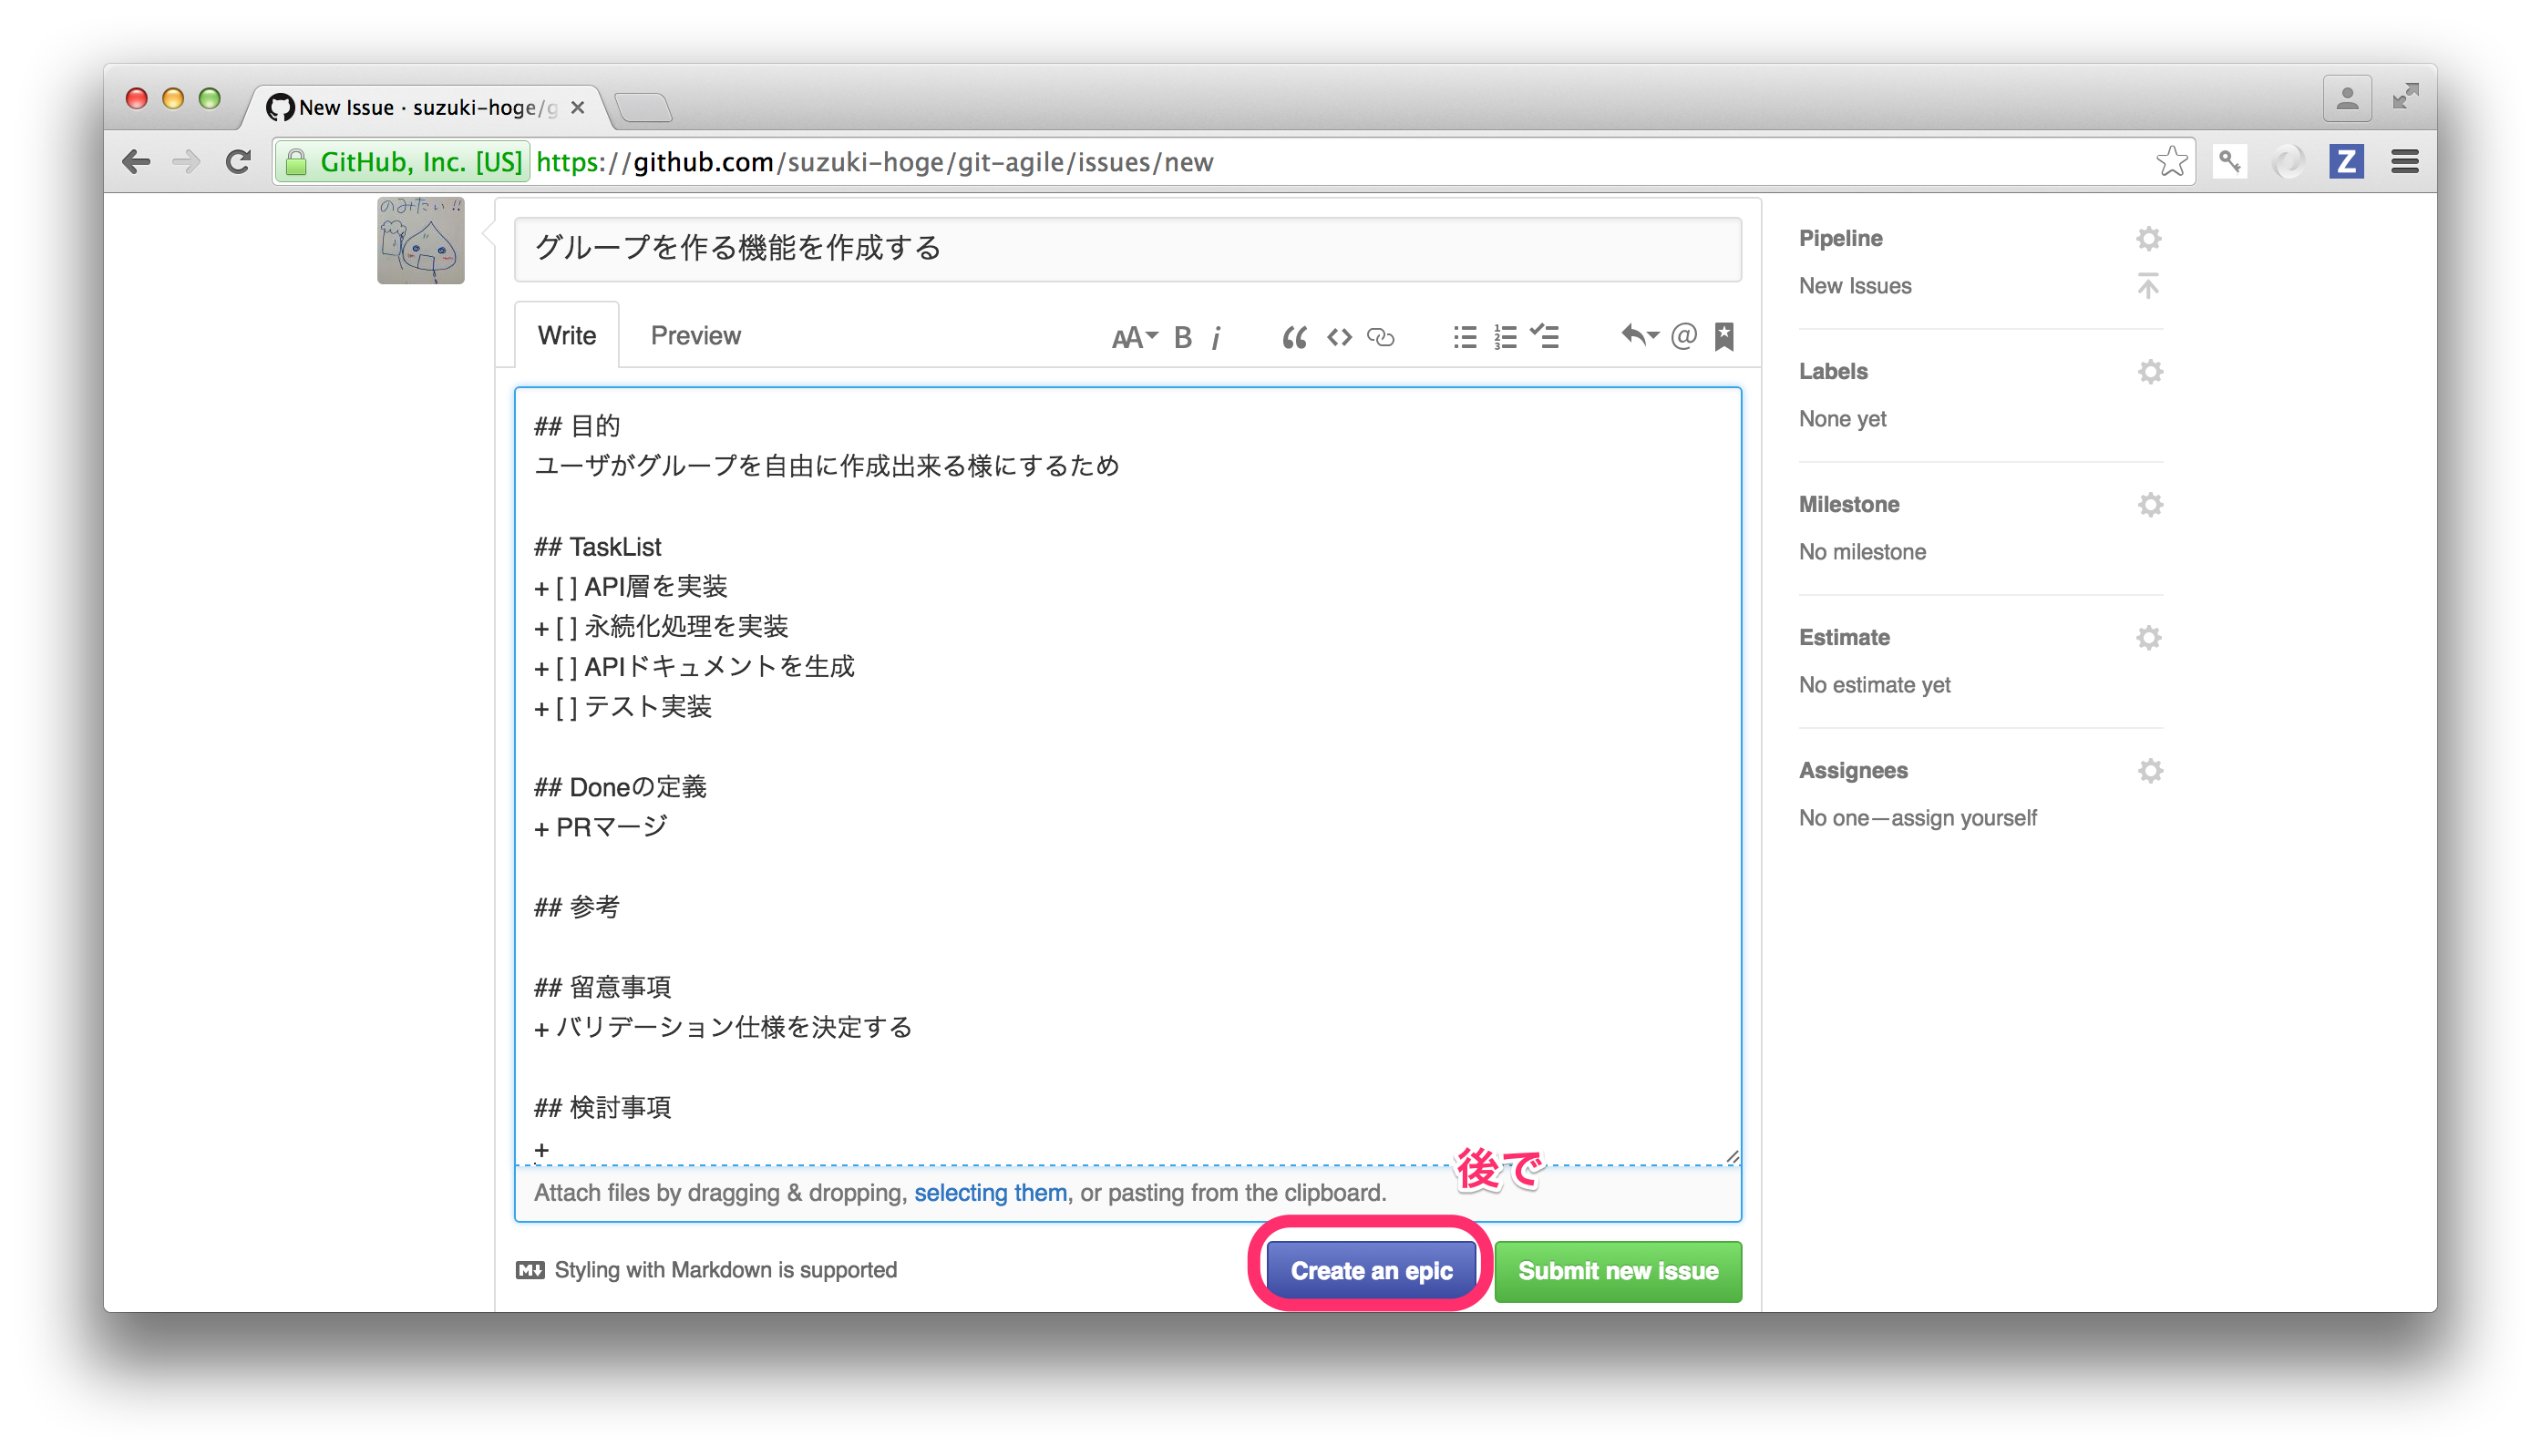 New Issue · suzuki-hoge/g
GitHub, Inc. [US] https://github.com/suzuki-hoge/git-agile/issues/new
Z
のみたい!!
グループを作る機能を作成する
Write Preview
AA B i @
## 目的
ユーザがグループを自由に作成出来る様にするため
## TaskList
+ [ ] API層を実装
+ [ ] 永続化処理を実装
+ [ ] APIドキュメントを生成
+ [ ] テスト実装
## Doneの定義
+ PRマージ
## 参考
## 留意事項
+ バリデーション仕様を決定する
## 検討事項
+
後で
Attach files by dragging & dropping, selecting them, or pasting from the clipboard.
Styling with Markdown is supported
Create an epic
Submit new issue
Pipeline
New Issues
Labels
None yet
Milestone
No milestone
Estimate
No estimate yet
Assignees
No one—assign yourself